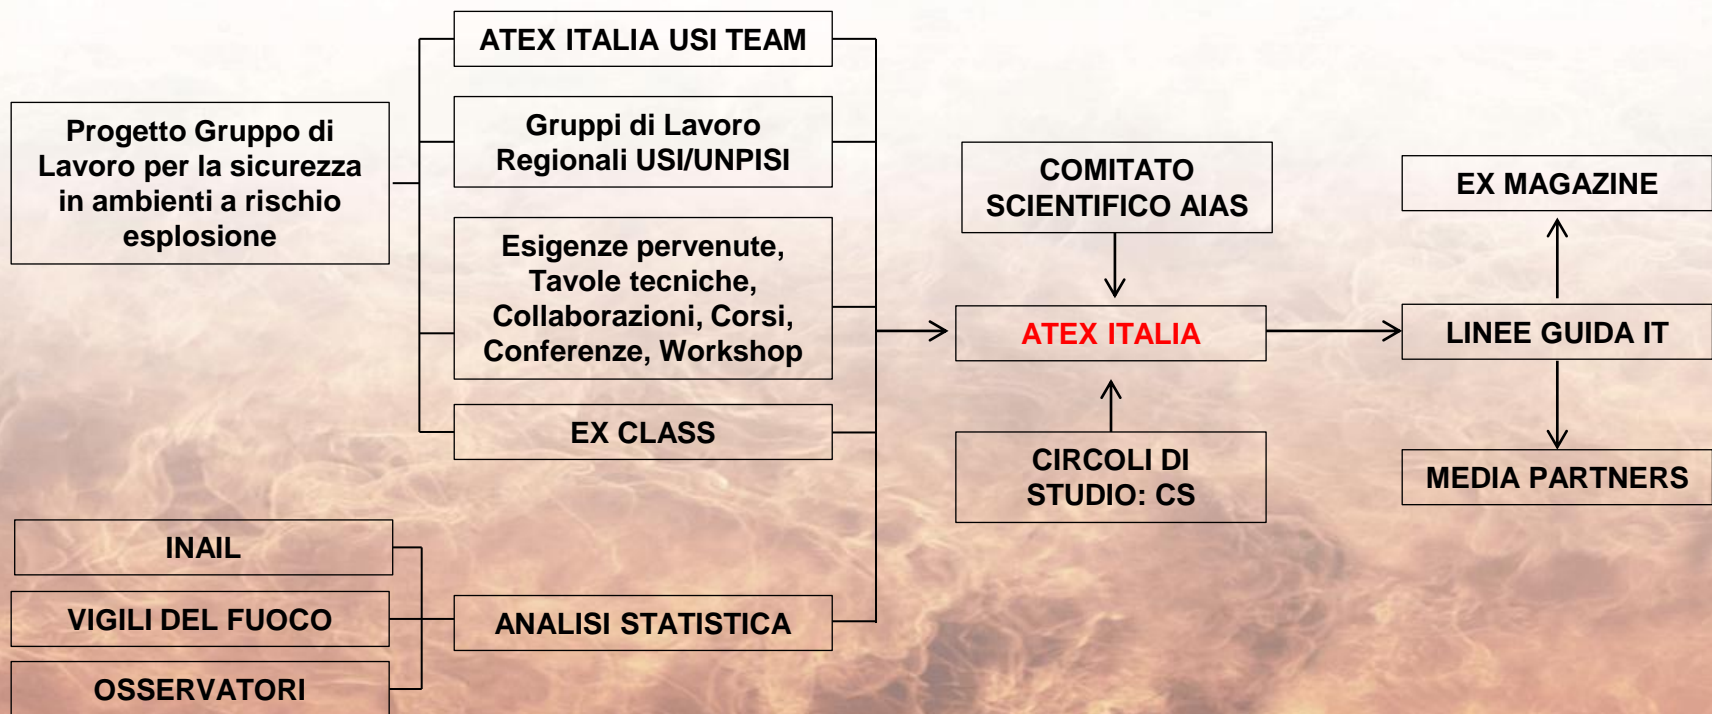 Progetto Gruppo di
Lavoro per la sicurezza
in ambienti a rischio
esplosione
ATEX ITALIA USI TEAM
Gruppi di Lavoro
Regionali USI/UNPISI
Esigenze pervenute,
Tavole tecniche,
Collaborazioni, Corsi,
Conferenze, Workshop
EX CLASS
INAIL
VIGILI DEL FUOCO
OSSERVATORI
ANALISI STATISTICA
COMITATO
SCIENTIFICO AIAS
ATEX ITALIA
CIRCOLI DI
STUDIO: CS
EX MAGAZINE
LINEE GUIDA IT
MEDIA PARTNERS